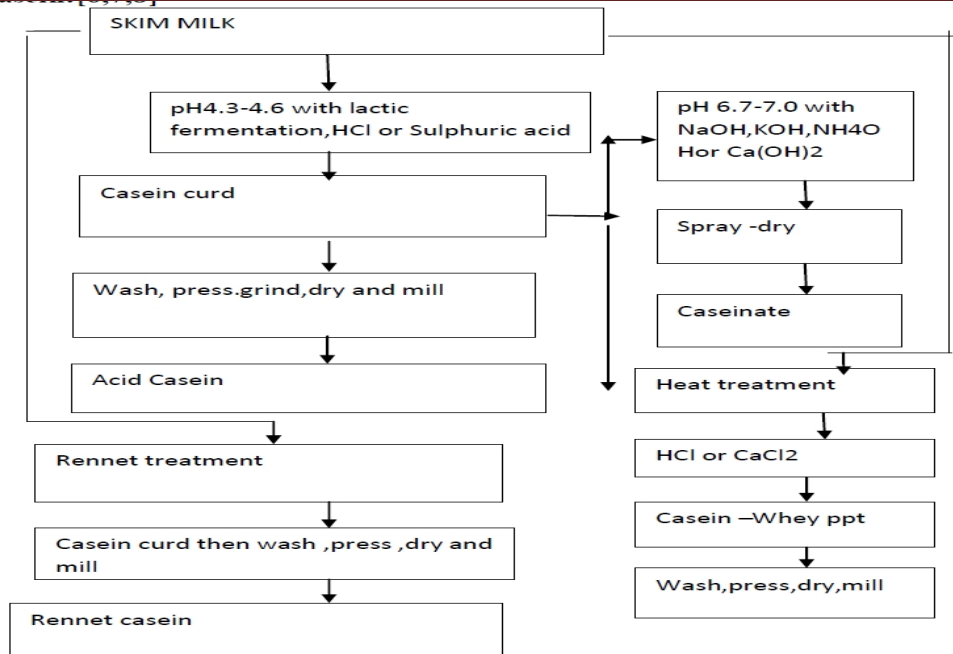 SKIM MILK
pH4.3-4.6 with lactic
fermentation,HCl or Sulphuric acid
Casein curd
Wash, press.grind,dry and mill
Acid Casein
Rennet treatment
Casein curd then wash ,press ,dry and
mill
Rennet casein
pH 6.7-7.0 with
NaOH,KOH,NH4O
Hor Ca(OH)2
Spray -dry
Caseinate
Heat treatment
HCl or CaCl2
Casein –Whey ppt
Wash,press,dry,mill